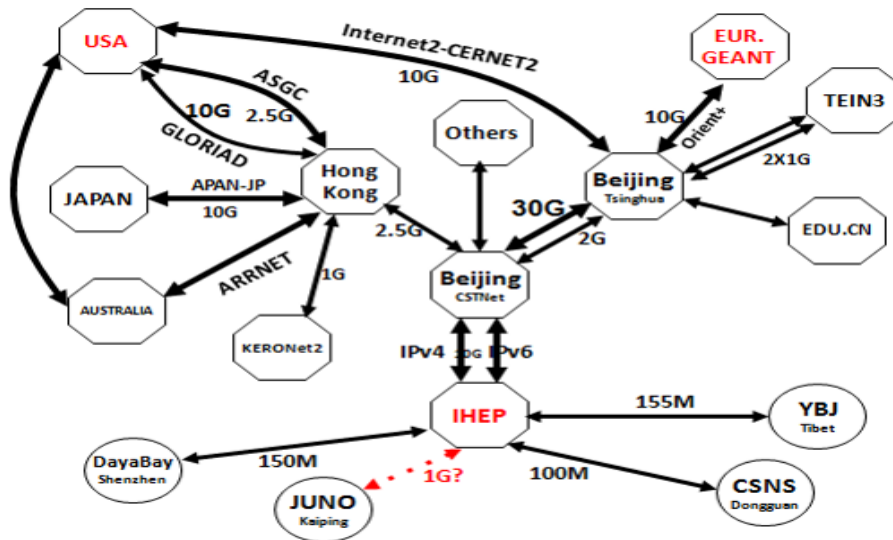 USA
Internet2-CERNET2
10G
EUR.
GEANT
ASGC
10G
2.5G
GLORIAD
Others
10G
Orient+
TEIN3
2X1G
Hong
Kong
Beijing
Tsinghua
JAPAN
APAN-JP
10G
30G
2G
EDU.CN
2.5G
ARRNET
1G
Beijing
CSTNet
AUSTRALIA
KERONet2
IPv4
10G
IPv6
IHEP
155M
YBJ
Tibet
DayaBay
Shenzhen
150M
1G?
100M
CSNS
Dongguan
JUNO
Kaiping